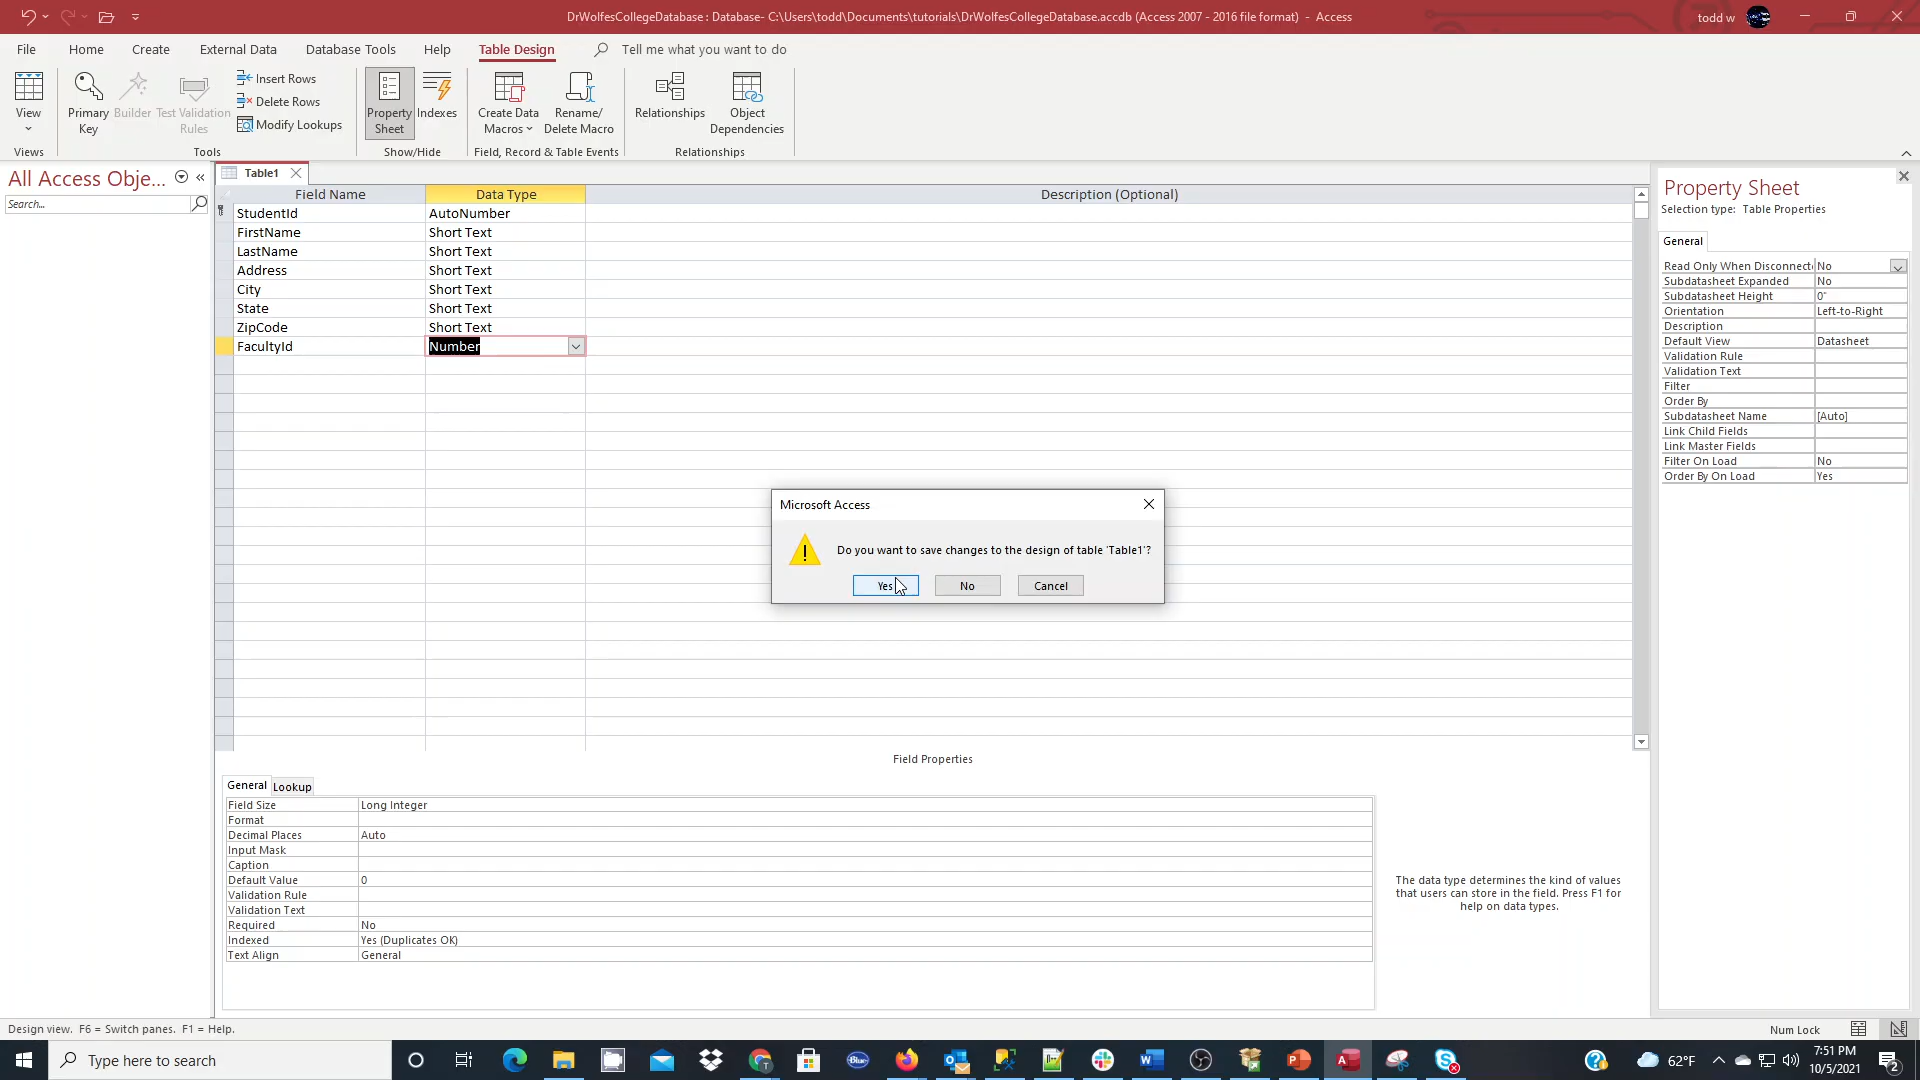 DrWolfesCollegeDatabase : Database- C:\Users\todd\Documents\tutorials\DrWolfesCollegeDatabase.accdb (Access 2007 - 2016 file format) - Access
todd w
File Home Create External Data Database Tools Help Table Design Tell me what you want to do
View
Primary Key
Builder
Test Validation Rules
Insert Rows
Delete Rows
Modify Lookups
Property Sheet
Indexes
Create Data Macros
Rename/ Delete Macro
Relationships
Object Dependencies
Views
Tools
Show/Hide
Field, Record & Table Events
Relationships
All Access Obje...
Search...
Table1
Field Name Data Type Description (Optional)
StudentId AutoNumber
FirstName Short Text
LastName Short Text
Address Short Text
City Short Text
State Short Text
ZipCode Short Text
FacultyId Number
Microsoft Access
Do you want to save changes to the design of table 'Table1'?
Yes No Cancel
Field Properties
General Lookup
Field Size Long Integer
Format
Decimal Places Auto
Input Mask
Caption
Default Value 0
Validation Rule
Validation Text
Required No
Indexed Yes (Duplicates OK)
Text Align General
The data type determines the kind of values
that users can store in the field. Press F1 for
help on data types.
Property Sheet
Selection type: Table Properties
General
Read Only When Disconnect No
Subdatasheet Expanded No
Subdatasheet Height 0"
Orientation Left-to-Right
Description
Default View Datasheet
Validation Rule
Validation Text
Filter
Order By
Subdatasheet Name [Auto]
Link Child Fields
Link Master Fields
Filter On Load No
Order By On Load Yes
Design view. F6 = Switch panes. F1 = Help.
Num Lock
Type here to search
Blue
62°F
7:51 PM
10/5/2021
2